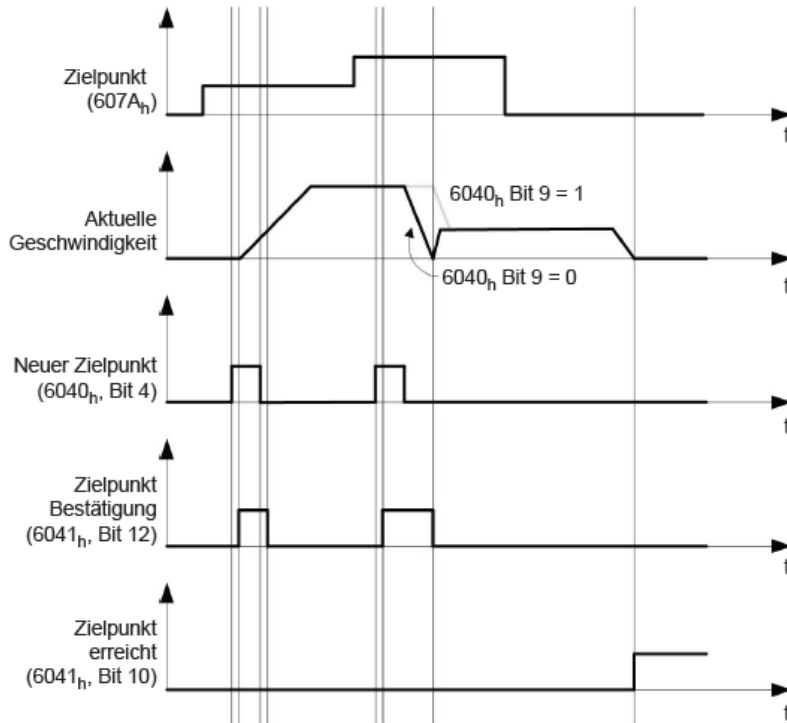 Zielpunkt
(607Aₕ)
t
Aktuelle
Geschwindigkeit
6040ₕ Bit 9 = 1
6040ₕ Bit 9 = 0
t
Neuer Zielpunkt
(6040ₕ, Bit 4)
t
Zielpunkt
Bestätigung
(6041ₕ, Bit 12)
t
Zielpunkt
erreicht
(6041ₕ, Bit 10)
t